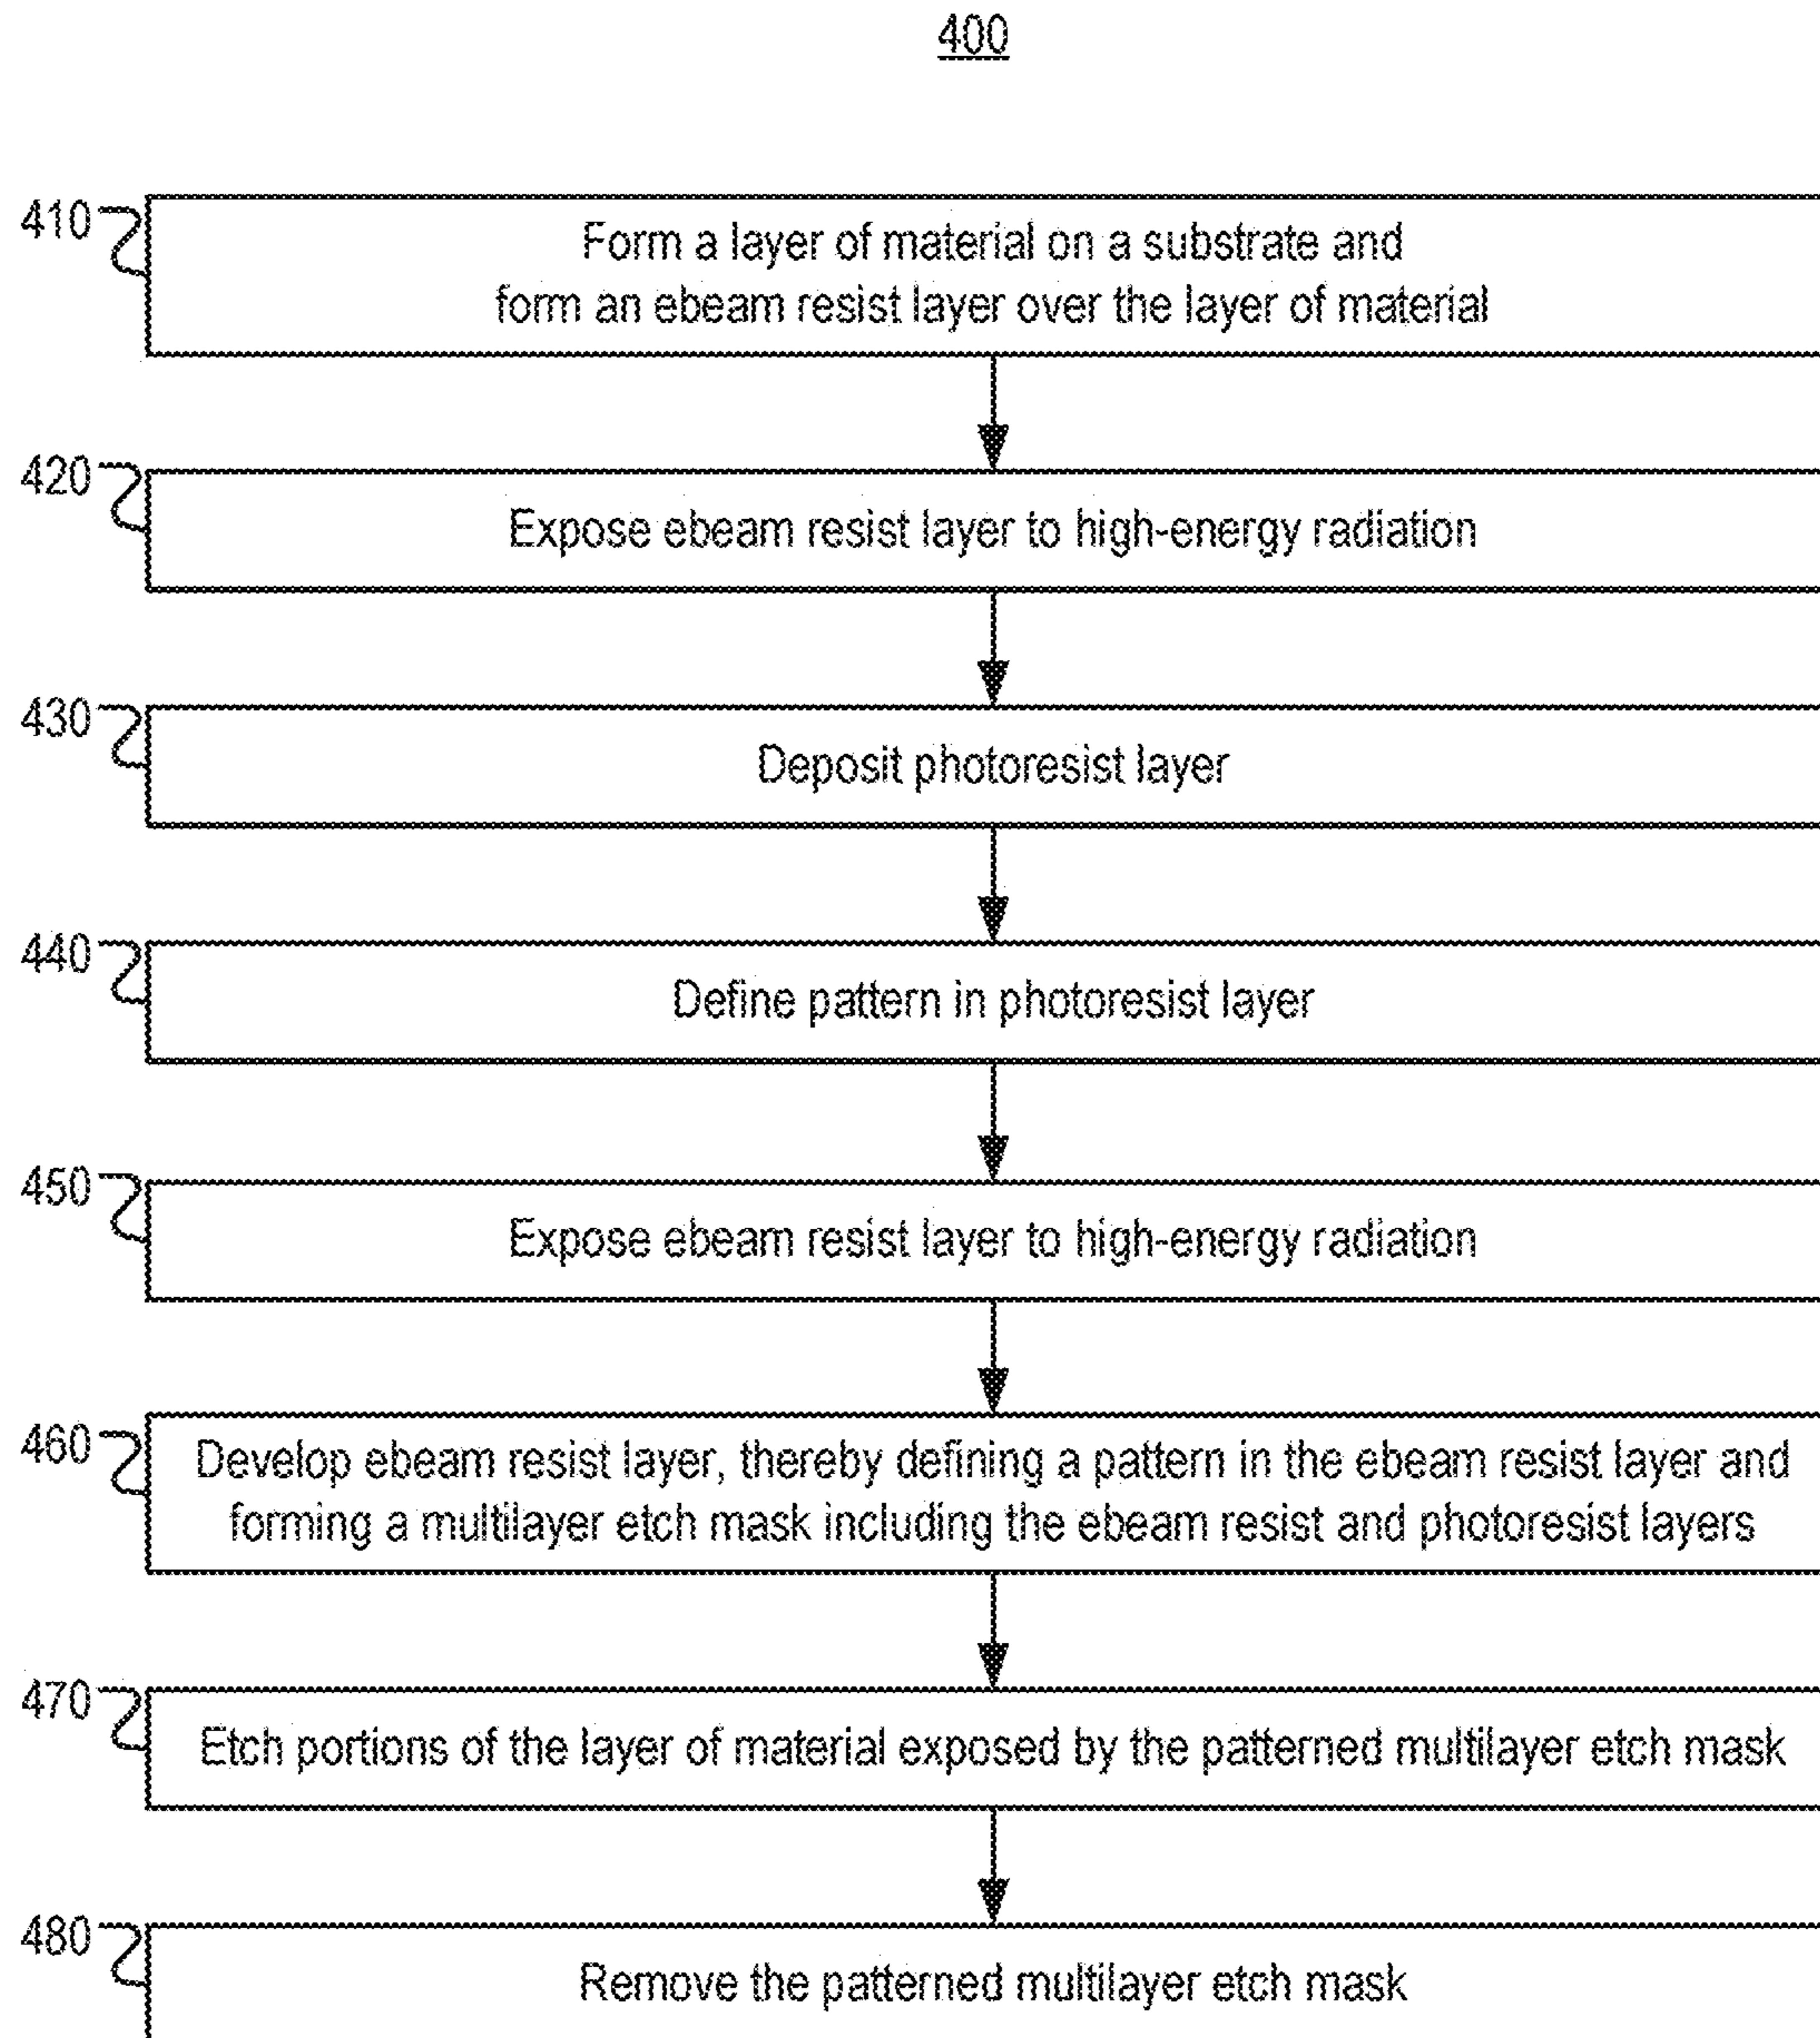 400
410
Form a layer of material on a substrate and
form an ebeam resist layer over the layer of material
420
Expose ebeam resist layer to high-energy radiation
430
Deposit photoresist layer
440
Define pattern in photoresist layer
450
Expose ebeam resist layer to high-energy radiation
460
Develop ebeam resist layer, thereby defining a pattern in the ebeam resist layer and
forming a multilayer etch mask including the ebeam resist and photoresist layers
470
Etch portions of the layer of material exposed by the patterned multilayer etch mask
480
Remove the patterned multilayer etch mask